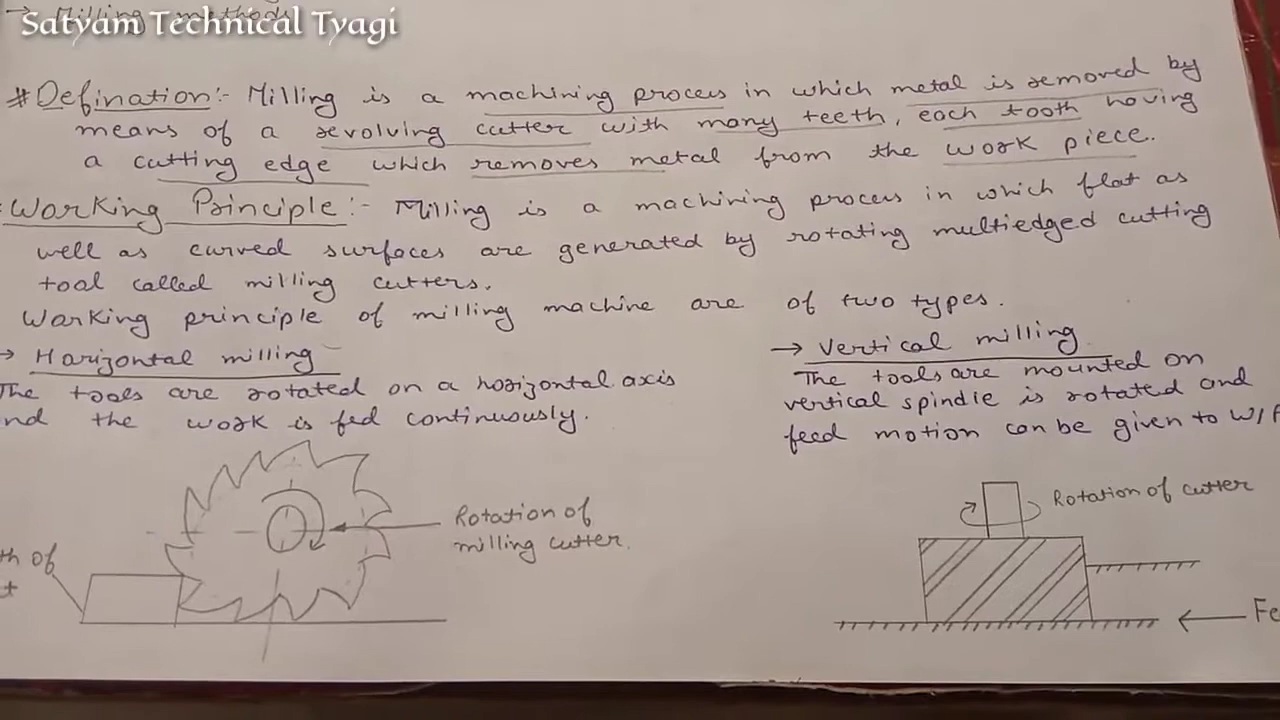 → Milling methods
Satyam Technical Tyagi
#Defination:- Milling is a machining process in which metal is removed by
means of a revolving cutter with many teeth, each tooth having
a cutting edge which removes metal from the work piece.
Working Principle:- Milling is a machining process in which flat as
well as curved surfaces are generated by rotating multiedged cutting
tool called milling cutters.
Working principle of milling machine are of two types.
→ Horizontal milling
The tools are rotated on a horizontal axis
nd the work is fed continuously.
→ Vertical milling
The tools are mounted on
vertical spindle is rotated and
feed motion can be given to W/P
th of
t
Rotation of
milling cutter.
Rotation of cutter
Fe